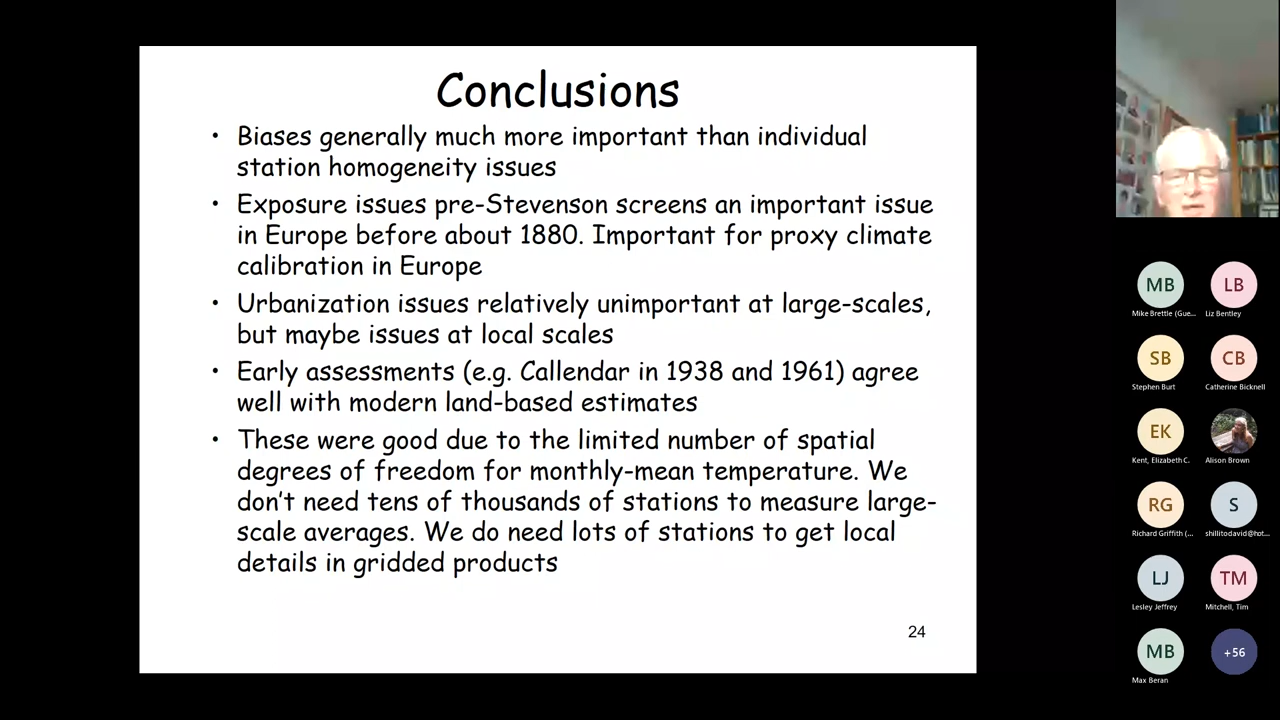 Conclusions
• Biases generally much more important than individual
station homogeneity issues
• Exposure issues pre-Stevenson screens an important issue
in Europe before about 1880. Important for proxy climate
calibration in Europe
• Urbanization issues relatively unimportant at large-scales,
but maybe issues at local scales
• Early assessments (e.g. Callendar in 1938 and 1961) agree
well with modern land-based estimates
• These were good due to the limited number of spatial
degrees of freedom for monthly-mean temperature. We
don't need tens of thousands of stations to measure large-
scale averages. We do need lots of stations to get local
details in gridded products
24
MB LB
Mike Brettle (Gue... Liz Bentley
SB CB
Stephen Burt Catherine Bicknell
EK
Kent, Elizabeth C. Alison Brown
RG S
Richard Griffith (... shillitodavid@hot...
LJ TM
Lesley Jeffrey Mitchell, Tim
MB +56
Max Beran